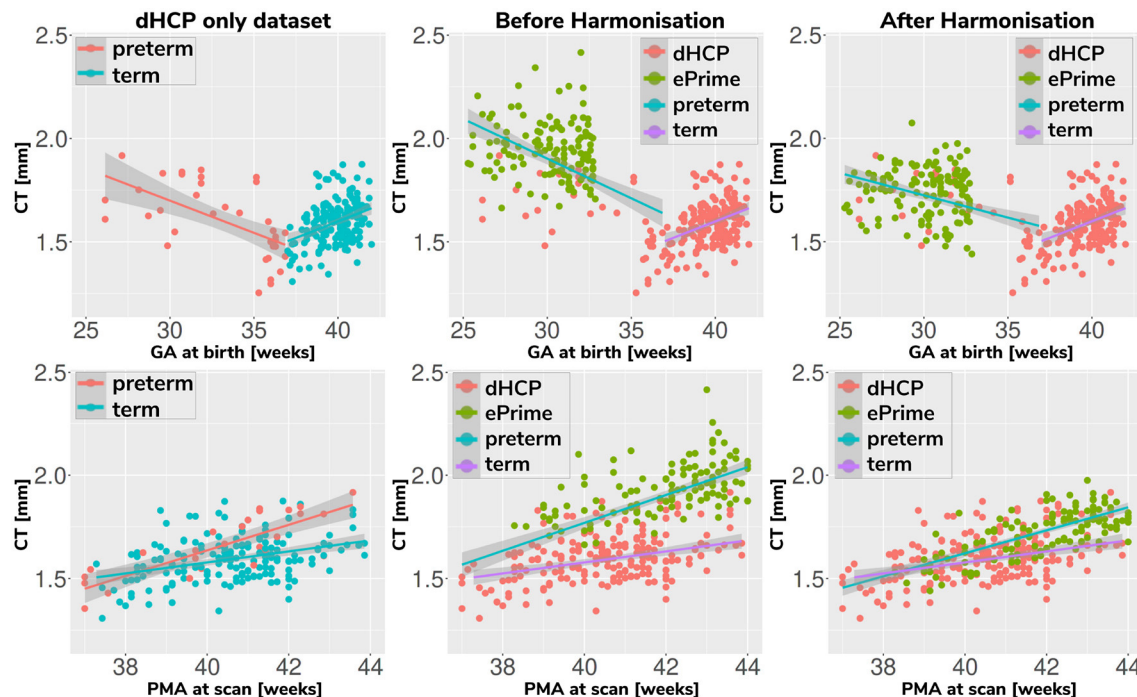 dHCP only dataset
Before Harmonisation
After Harmonisation
CT [mm]
2.5
2.0
1.5
preterm
term
25
30
35
40
GA at birth [weeks]
CT [mm]
2.5
2.0
1.5
dHCP
ePrime
preterm
term
25
30
35
40
GA at birth [weeks]
CT [mm]
2.5
2.0
1.5
dHCP
ePrime
preterm
term
25
30
35
40
GA at birth [weeks]
CT [mm]
2.5
2.0
1.5
preterm
term
38
40
42
44
PMA at scan [weeks]
CT [mm]
2.5
2.0
1.5
dHCP
ePrime
preterm
term
38
40
42
44
PMA at scan [weeks]
CT [mm]
2.5
2.0
1.5
dHCP
ePrime
preterm
term
38
40
42
44
PMA at scan [weeks]